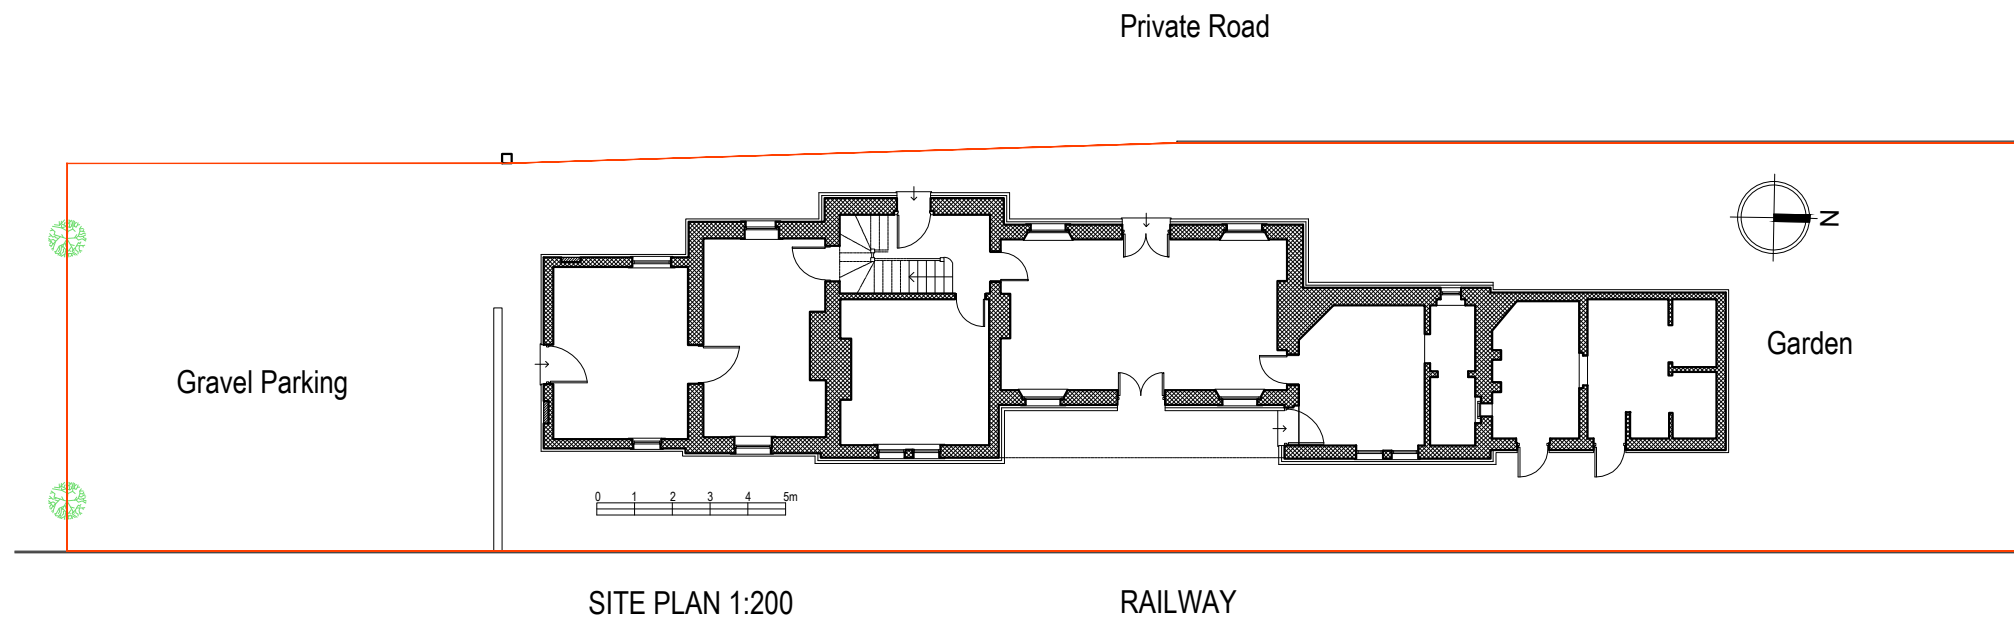 Private Road
N
Garden
Gravel Parking
0 1 2 3 4 5m
SITE PLAN 1:200
RAILWAY